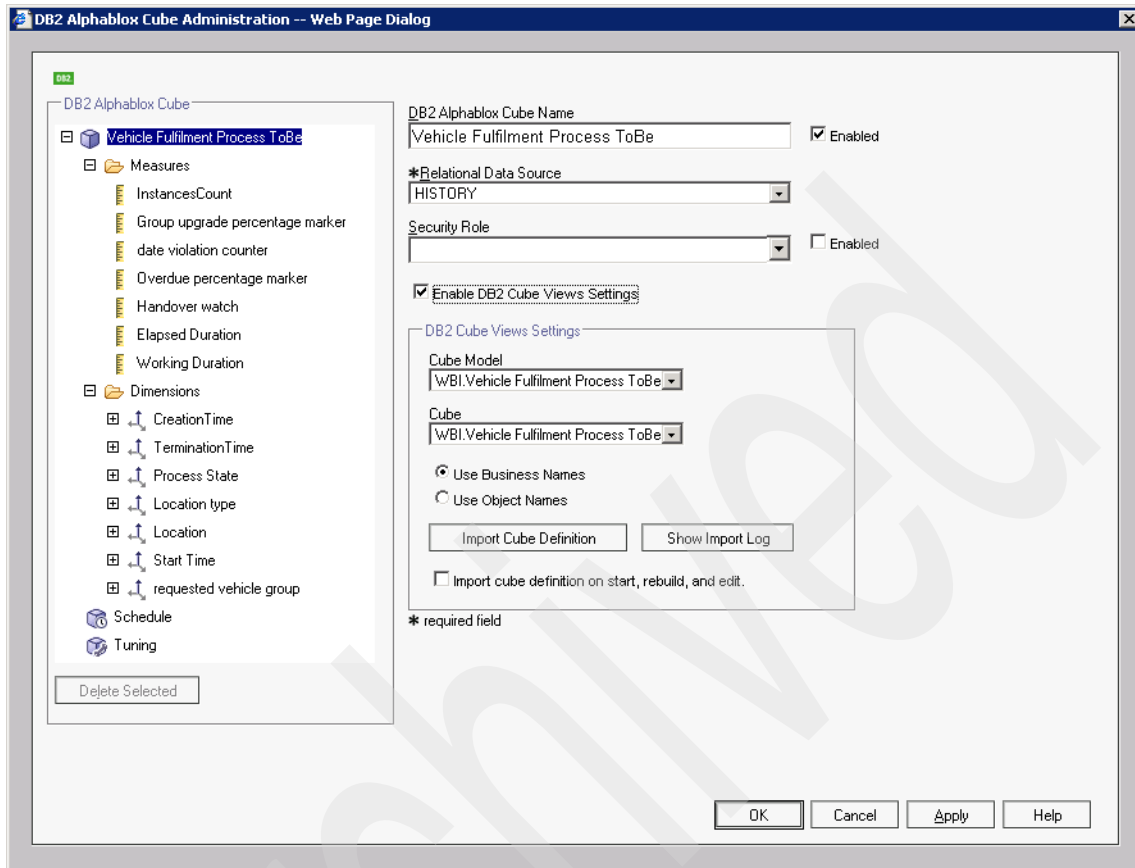 DB2 Alphablox Cube Administration -- Web Page Dialog
DB2
DB2 Alphablox Cube
Vehicle Fulfilment Process ToBe
Measures
InstancesCount
Group upgrade percentage marker
date violation counter
Overdue percentage marker
Handover watch
Elapsed Duration
Working Duration
Dimensions
CreationTime
TerminationTime
Process State
Location type
Location
Start Time
requested vehicle group
Schedule
Tuning
Delete Selected
DB2 Alphablox Cube Name
Vehicle Fulfilment Process ToBe
Enabled
*Relational Data Source
HISTORY
Security Role
Enabled
Enable DB2 Cube Views Settings
DB2 Cube Views Settings
Cube Model
WBI.Vehicle Fulfilment Process ToBe
Cube
WBI.Vehicle Fulfilment Process ToBe
Use Business Names
Use Object Names
Import Cube Definition Show Import Log
Import cube definition on start, rebuild, and edit.
* required field
OK Cancel Apply Help